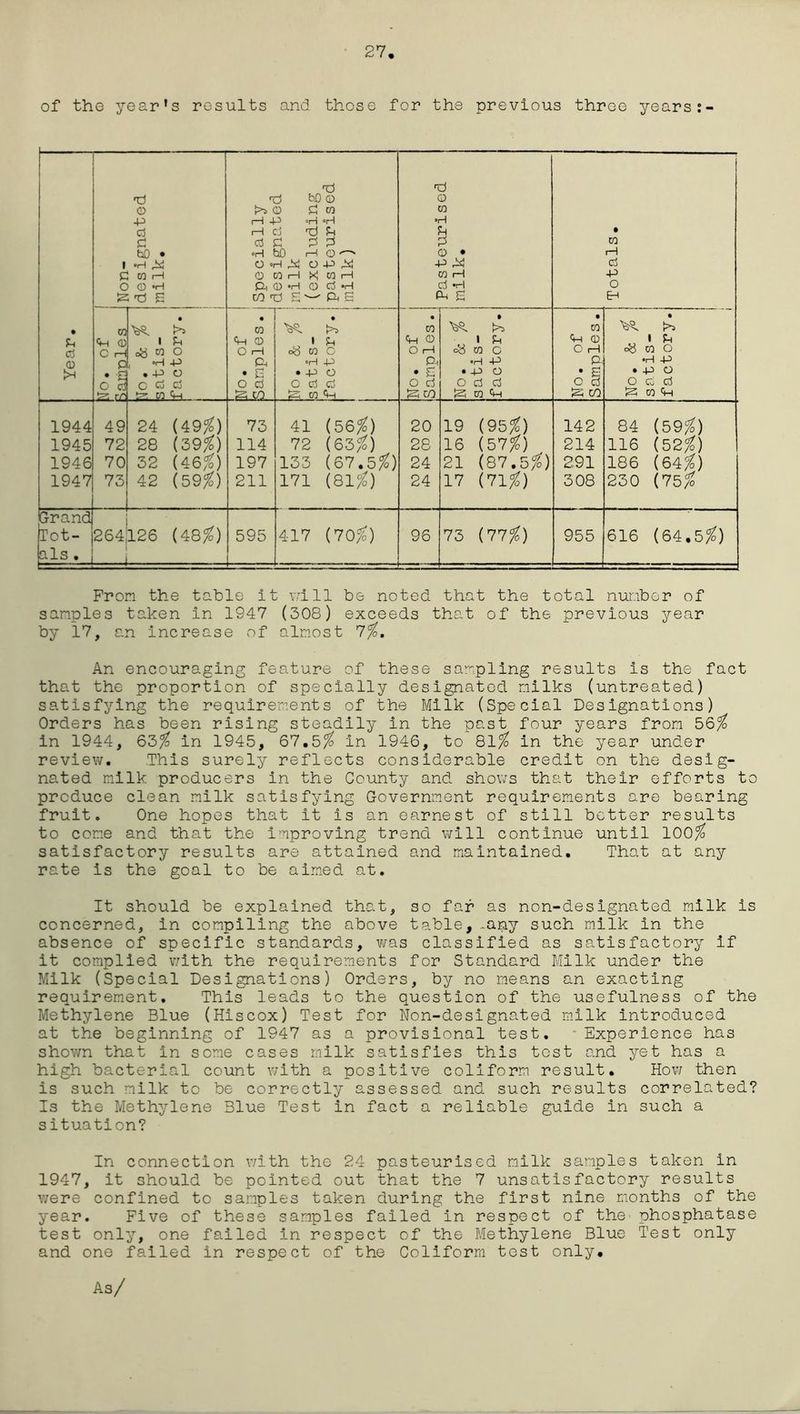 27.
of the year's results and those for the previous three years:-
Year.
Non-designated milk.
Specially designated milk (excluding pasteurised milk)
Pasteurised milk.
Totals.
No. of Samples
No. & % satis-factory.
No. of Samples.
No. & % satis-factory.
No. of Samples.
No. & % satis-factory
No. of Samples.
No. & % satis-factory.
1944 49 24 (49%) 73 41 (56%) 20 19 (95%) 142 84 (59%)
1945 72 28 (39%) 114 72 (63%) 28 16 (57%) 214 116 (52%)
1946 70 32 (46%) 197 133 (67.5%) 24 21 (87.5%) 291 186 (64%)
1947 73 42 (59%) 211 171 (81%) 24 17 (71%) 308 230 (75%
Grand
Tot- 264 126 (48%) 595 417 (70%) 96 73 (77%) 955 616 (64.5%)
als.
From the table it will be noted that the total number of
samples taken in 1947 (308) exceeds that of the previous year
by 17, an increase of almost 7%.
An encouraging feature of these sampling results is the fact
that the proportion of specially designated milks (untreated)
satisfying the requirements of the Milk (Special Designations)
Orders has been rising steadily in the past four years from 56%
in 1944, 63% in 1945, 67.5% in 1946, to 81% in the year under
review. This surely reflects considerable credit on the desig-
nated milk producers in the County and shows that their efforts to
produce clean milk satisfying Government requirements are bearing
fruit. One hopes that it is an earnest of still better results
to come and that the improving trend will continue until 100%
satisfactory results are attained and maintained. That at any
rate is the goal to be aimed at.
It should be explained that, so far as non-designated milk is
concerned, in compiling the above table, any such milk in the
absence of specific standards, was classified as satisfactory if
it complied with the requirements for Standard Milk under the
Milk (Special Designations) Orders, by no means an exacting
requirement. This leads to the question of the usefulness of the
Methylene Blue (Hiscox) Test for Non-designated milk introduced
at the beginning of 1947 as a provisional test. Experience has
shown that in some cases milk satisfies this test and yet has a
high bacterial count with a positive coliform result. How then
is such milk to be correctly assessed and such results correlated?
Is the Methylene Blue Test in fact a reliable guide in such a
situation?
In connection with the 24 pasteurised milk samples taken in
1947, it should be pointed out that the 7 unsatisfactory results
were confined to samples taken during the first nine months of the
year. Five of these samples failed in respect of the phosphatase
test only, one failed in respect of the Methylene Blue Test only
and one failed in respect of the Coliform test only.
As/